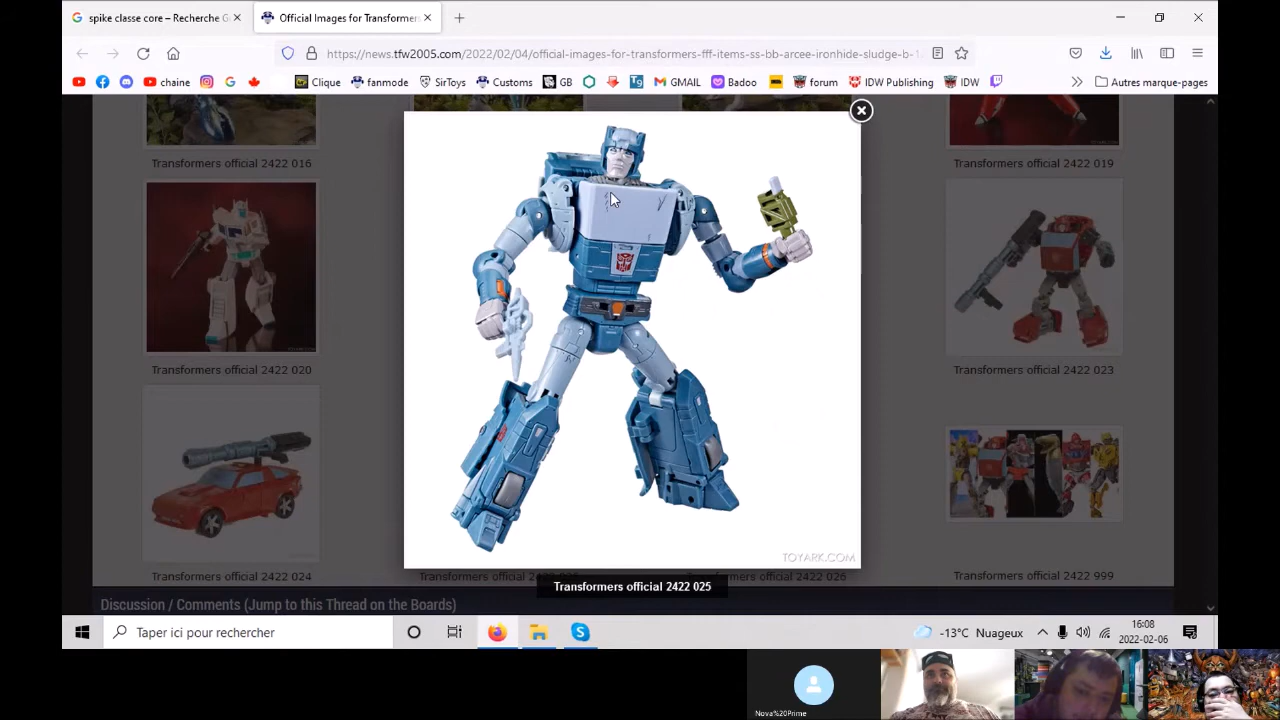 spike classe core – Recherche G
Official Images for Transformer
https://news.tfw2005.com/2022/02/04/official-images-for-transformers-fff-items-ss-bb-arcee-ironhide-sludge-b-
chaine
Clique
fanmode
SirToys
Customs
GB
GMAIL
Badoo
forum
IDW Publishing
IDW
Autres marque-pages
Transformers official 2422 016
Transformers official 2422 019
Transformers official 2422 020
Transformers official 2422 023
TOYARK.COM
Transformers official 2422 024
026
Transformers official 2422 999
Transformers official 2422 025
Discussion / Comments (Jump to this Thread on the Boards)
Taper ici pour rechercher
-13°C Nuageux
16:08
2022-02-06
Nova%20Prime